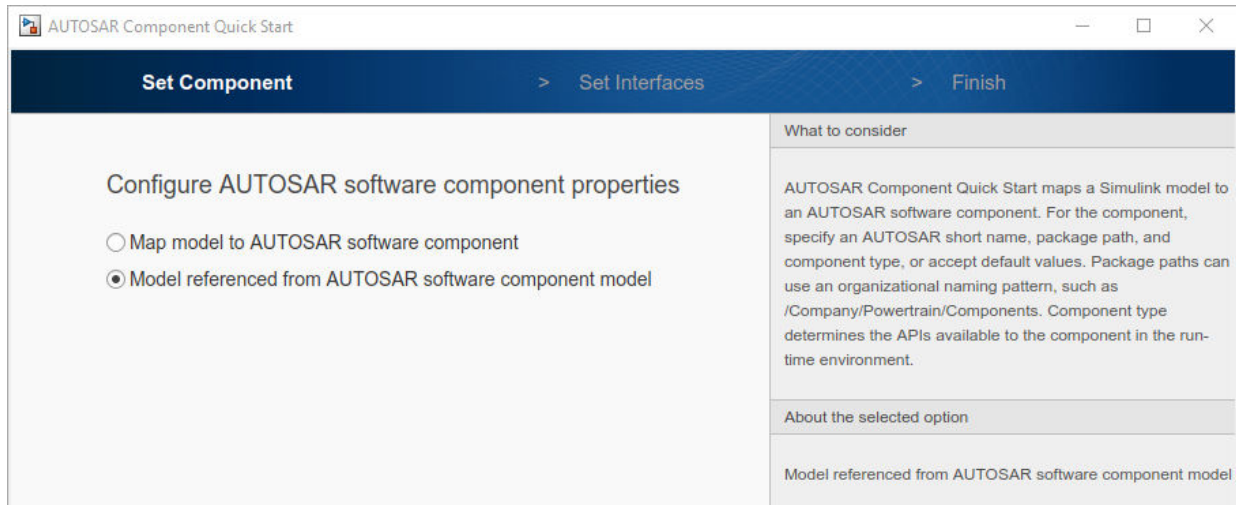 AUTOSAR Component Quick Start
Set Component > Set Interfaces > Finish
Configure AUTOSAR software component properties
Map model to AUTOSAR software component
Model referenced from AUTOSAR software component model
What to consider
AUTOSAR Component Quick Start maps a Simulink model to
an AUTOSAR software component. For the component,
specify an AUTOSAR short name, package path, and
component type, or accept default values. Package paths can
use an organizational naming pattern, such as
/Company/Powertrain/Components. Component type
determines the APIs available to the component in the run-
time environment.
About the selected option
Model referenced from AUTOSAR software component model